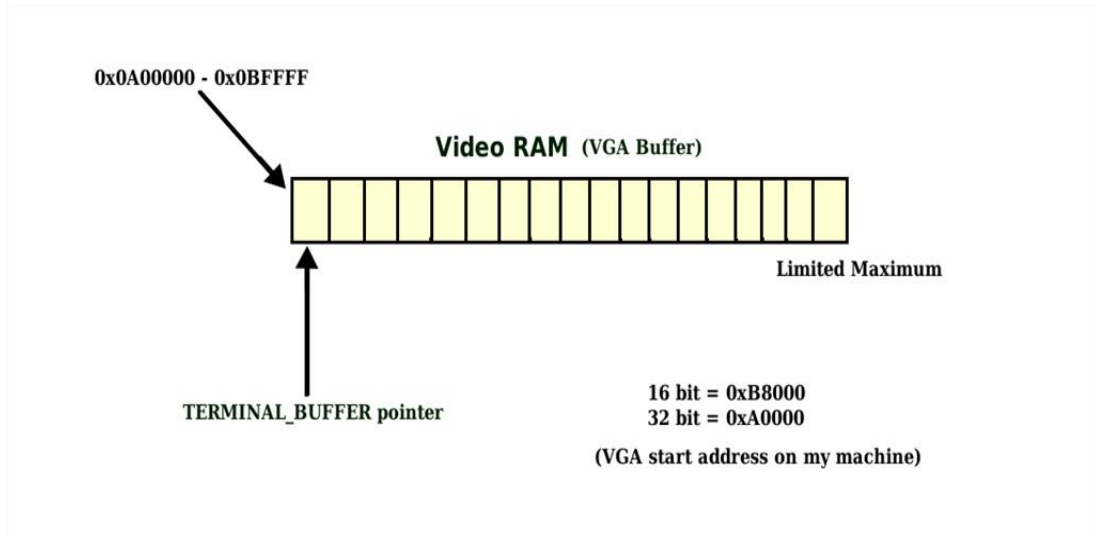 0x0A00000 - 0x0BFFFF
Video RAM (VGA Buffer)
Limited Maximum
TERMINAL_BUFFER pointer
16 bit = 0xB8000
32 bit = 0xA0000
(VGA start address on my machine)